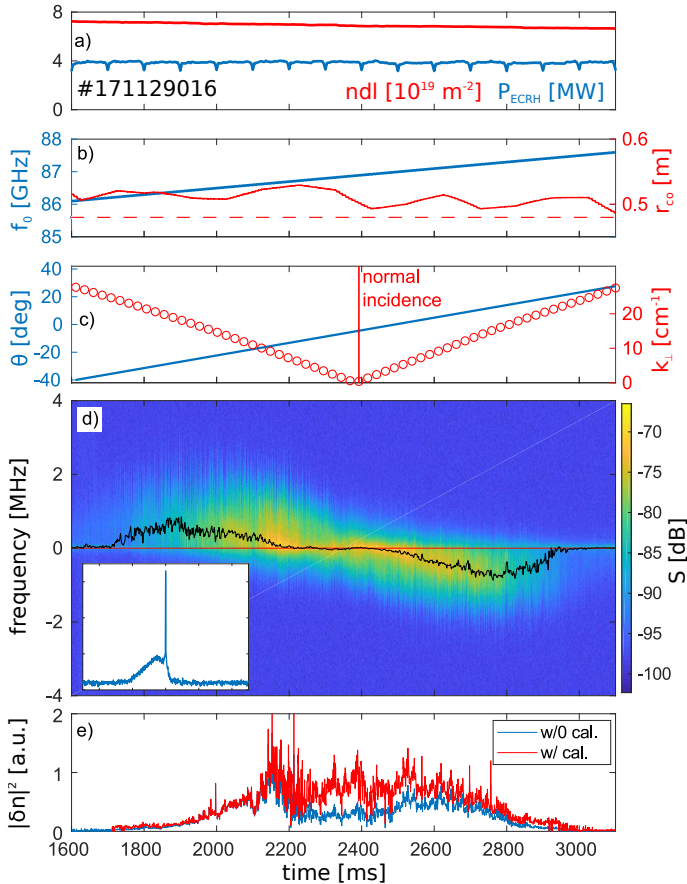 8
4
0
a)
#171129016
ndl [10¹⁹ m⁻²]
P_ECRH [MW]
88
87
86
85
f₀ [GHz]
b)
0.6
0.5
r_co [m]
40
20
0
-20
-40
θ [deg]
c)
normal
incidence
20
10
0
k_⊥ [cm⁻¹]
4
2
0
-2
-4
frequency [MHz]
d)
-70
-75
-80
-85
-90
-95
-100
S [dB]
2
1
0
|δn|² [a.u.]
e)
w/0 cal.
w/ cal.
1600
1800
2000
2200
2400
2600
2800
3000
time [ms]